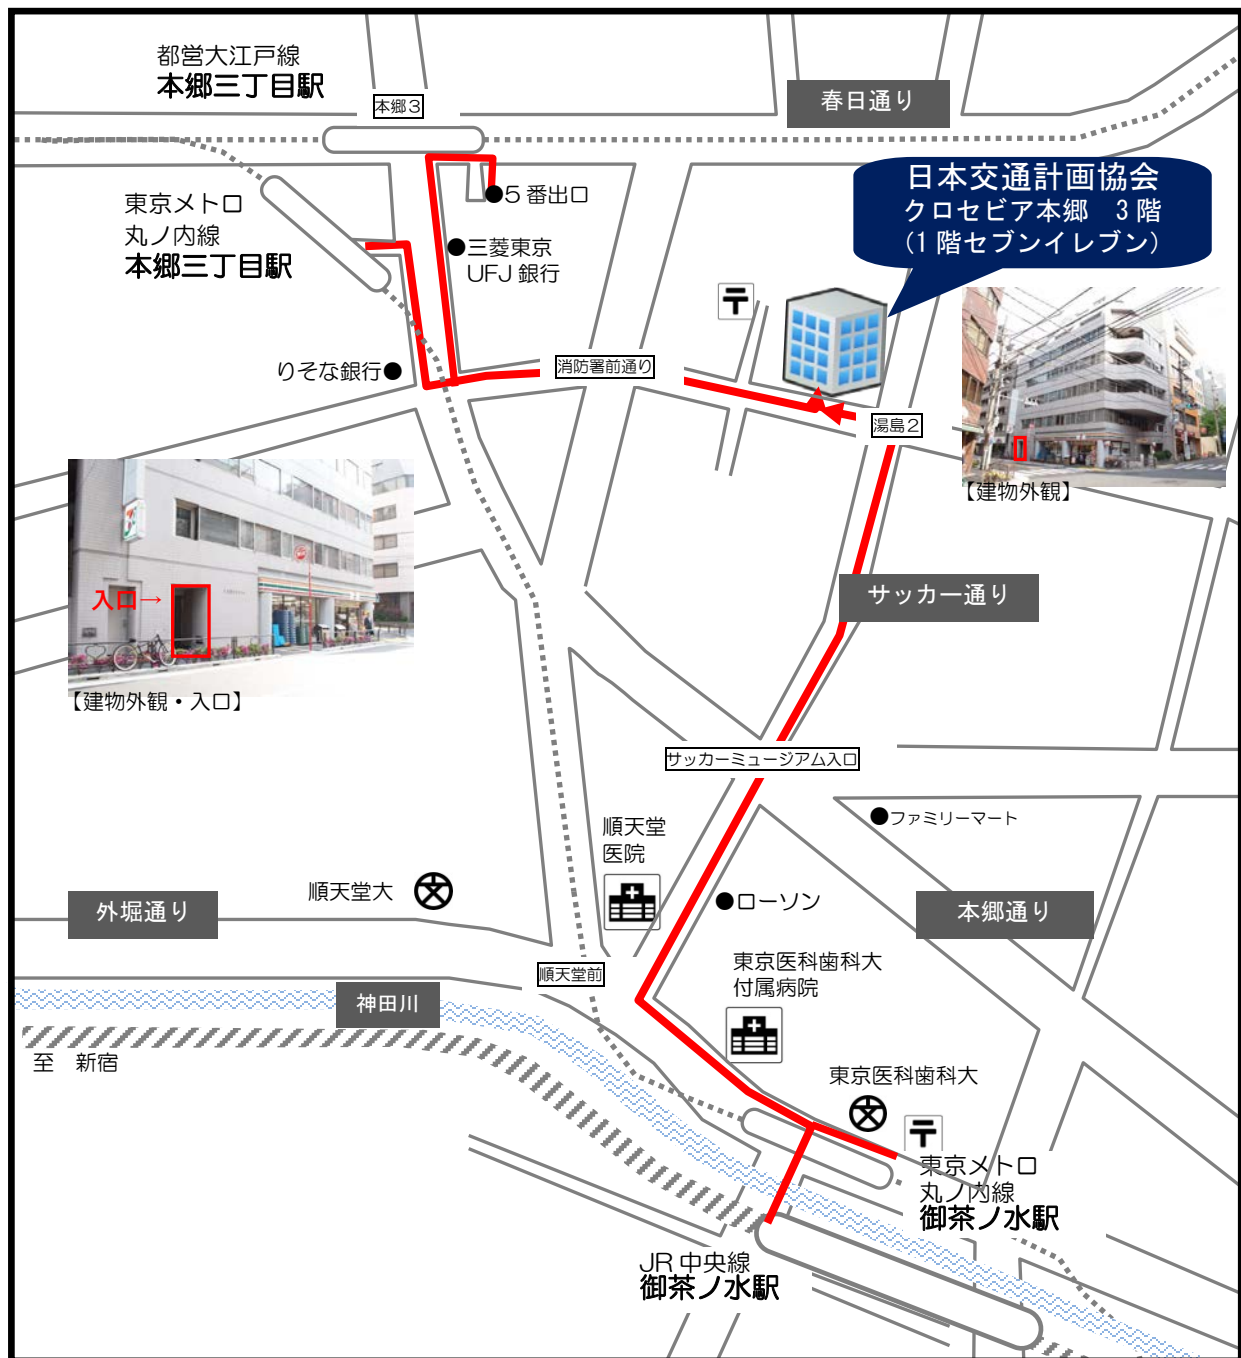 都営大江戸線
本郷三丁目駅
本郷3
春日通り
日本交通計画協会
クロセビア本郷 3階
(1階セブンイレブン)
東京メトロ
丸ノ内線
本郷三丁目駅
5番出口
三菱東京
UFJ銀行
〒
消防署前通り
りそな銀行
湯島2
【建物外観】
入口→
サッカー通り
【建物外観・入口】
サッカーミュージアム入口
ファミリーマート
順天堂
医院
順天堂大
文
外堀通り
ローソン
本郷通り
順天堂前
東京医科歯科大
付属病院
神田川
至 新宿
東京医科歯科大
文
〒
東京メトロ
丸ノ内線
御茶ノ水駅
JR中央線
御茶ノ水駅